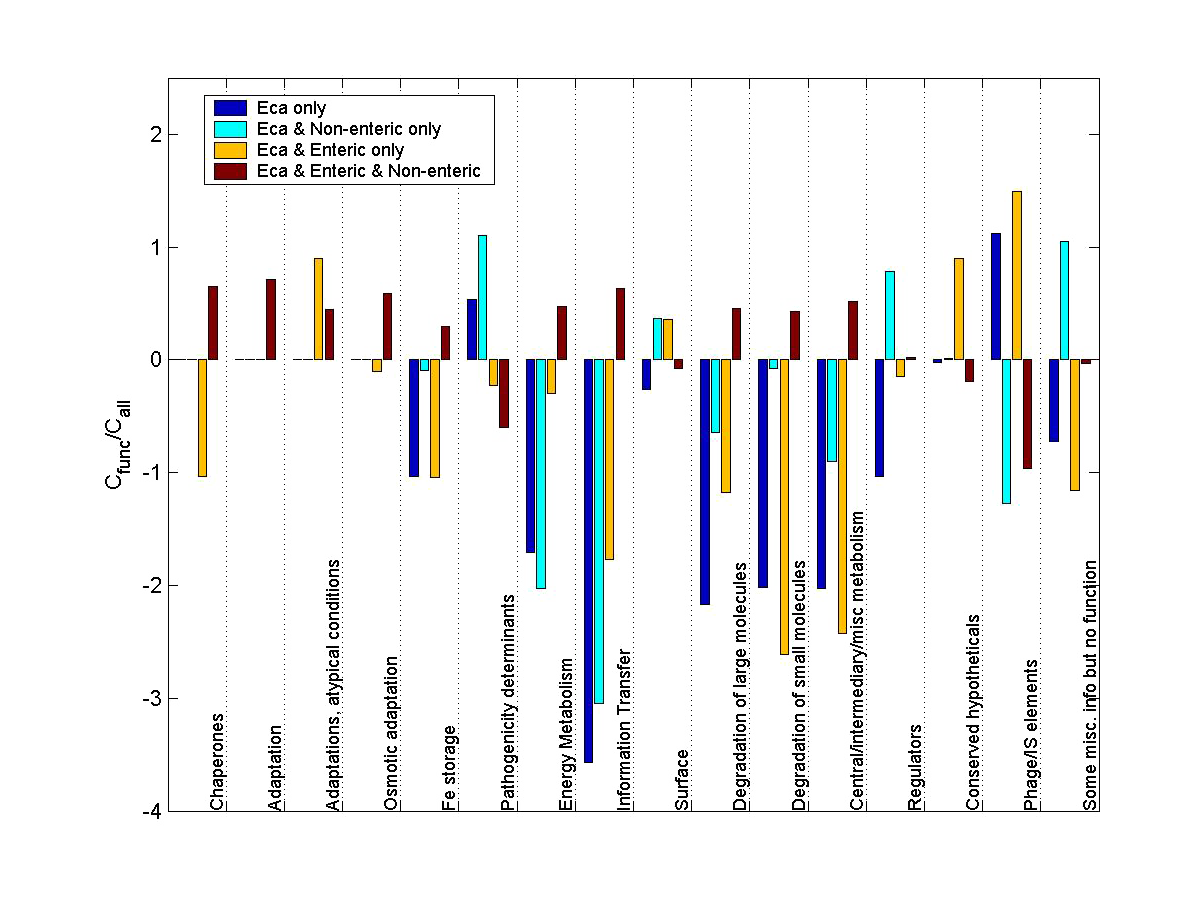 Eca only
Eca & Non-enteric only
Eca & Enteric only
Eca & Enteric & Non-enteric
2
1
0
-1
-2
-3
-4
C_func/C_all
Chaperones
Adaptation
Adaptations, atypical conditions
Osmotic adaptation
Fe storage
Pathogenicity determinants
Energy Metabolism
Information Transfer
Surface
Degradation of large molecules
Degradation of small molecules
Central/intermediary/misc metabolism
Regulators
Conserved hypotheticals
Phage/IS elements
Some misc. info but no function